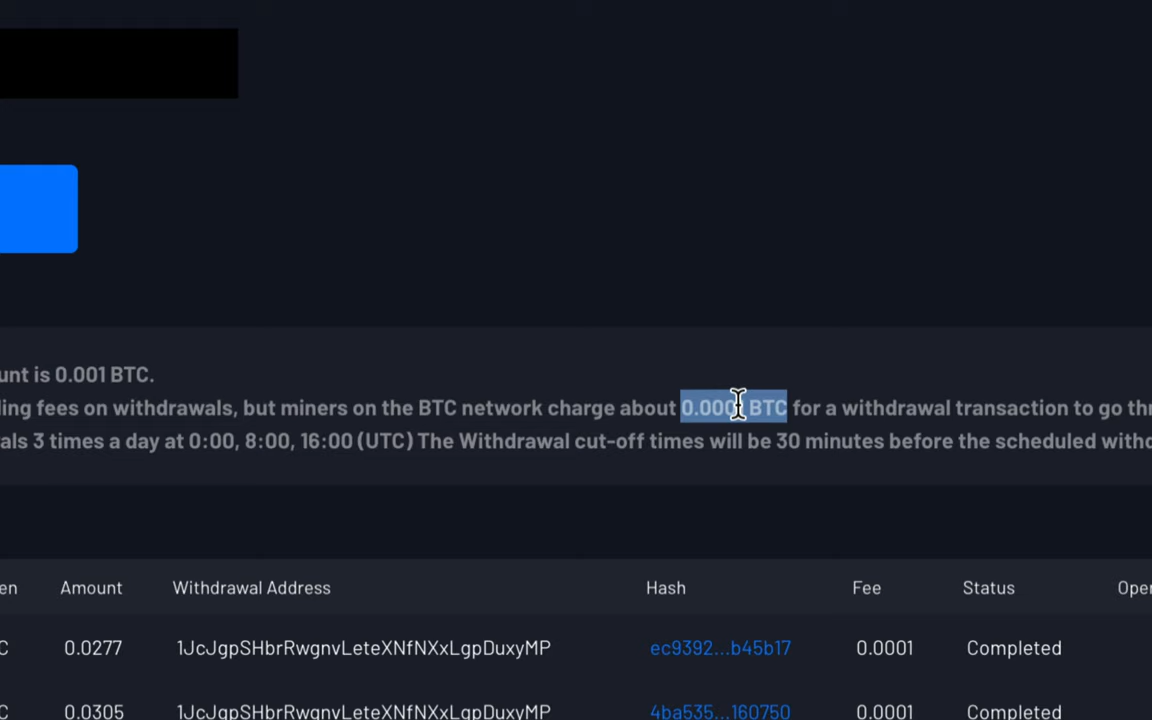 unt is 0.001 BTC.
ing fees on withdrawals, but miners on the BTC network charge about 0.0001 BTC for a withdrawal transaction to go thr
als 3 times a day at 0:00, 8:00, 16:00 (UTC) The Withdrawal cut-off times will be 30 minutes before the scheduled withd
en Amount Withdrawal Address Hash Fee Status Oper
C 0.0277 1JcJgpSHbrRwgnvLeteXNfNXxLgpDuxyMP ec9392...b45b17 0.0001 Completed
C 0.0305 1JcJgpSHbrRwgnvLeteXNfNXxLgpDuxyMP 4ba535...160750 0.0001 Completed